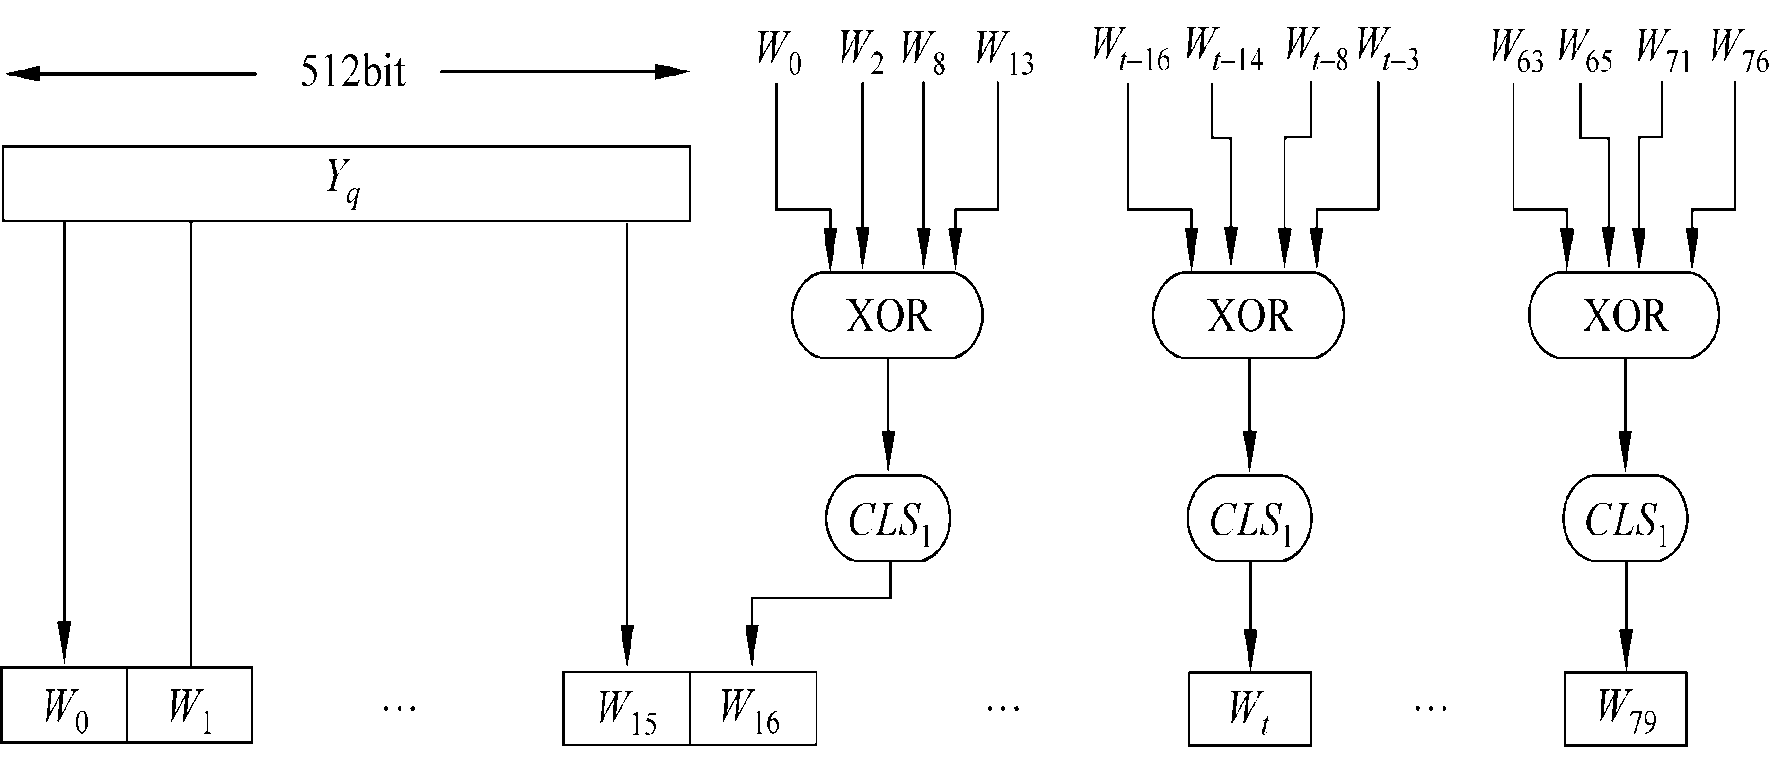 512bit
W0 W2 W8 W13 Wt−16 Wt−14 Wt−8 Wt−3 W63 W65 W71 W76
Yq
XOR XOR XOR
CLS1 CLS1 CLS1
W0 W1 … W15 W16 … Wt … W79